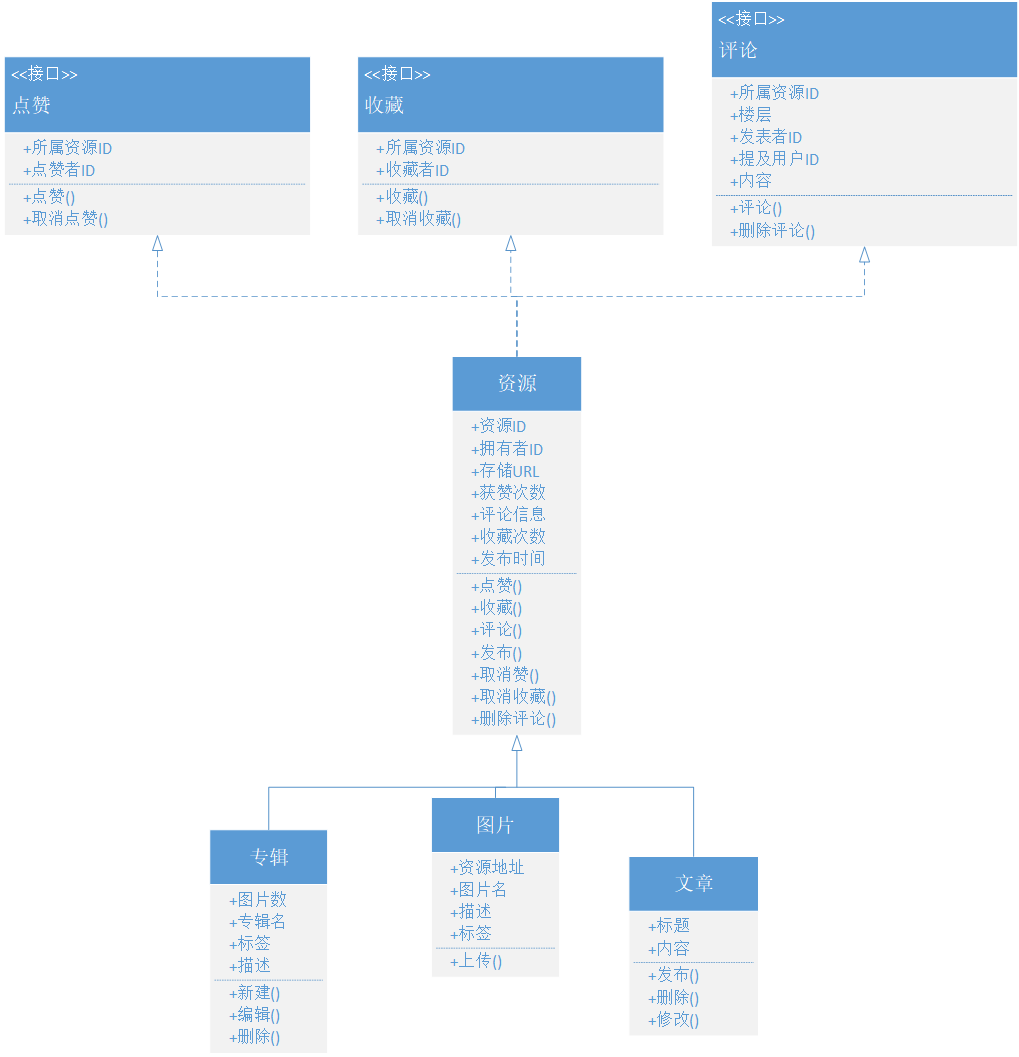 <<接口>>
点赞
+所属资源ID
+点赞者ID
+点赞()
+取消点赞()
<<接口>>
收藏
+所属资源ID
+收藏者ID
+收藏()
+取消收藏()
<<接口>>
评论
+所属资源ID
+楼层
+发表者ID
+提及用户ID
+内容
+评论()
+删除评论()
资源
+资源ID
+拥有者ID
+存储URL
+获赞次数
+评论信息
+收藏次数
+发布时间
+点赞()
+收藏()
+评论()
+发布()
+取消赞()
+取消收藏()
+删除评论()
专辑
+图片数
+专辑名
+标签
+描述
+新建()
+编辑()
+删除()
图片
+资源地址
+图片名
+描述
+标签
+上传()
文章
+标题
+内容
+发布()
+删除()
+修改()